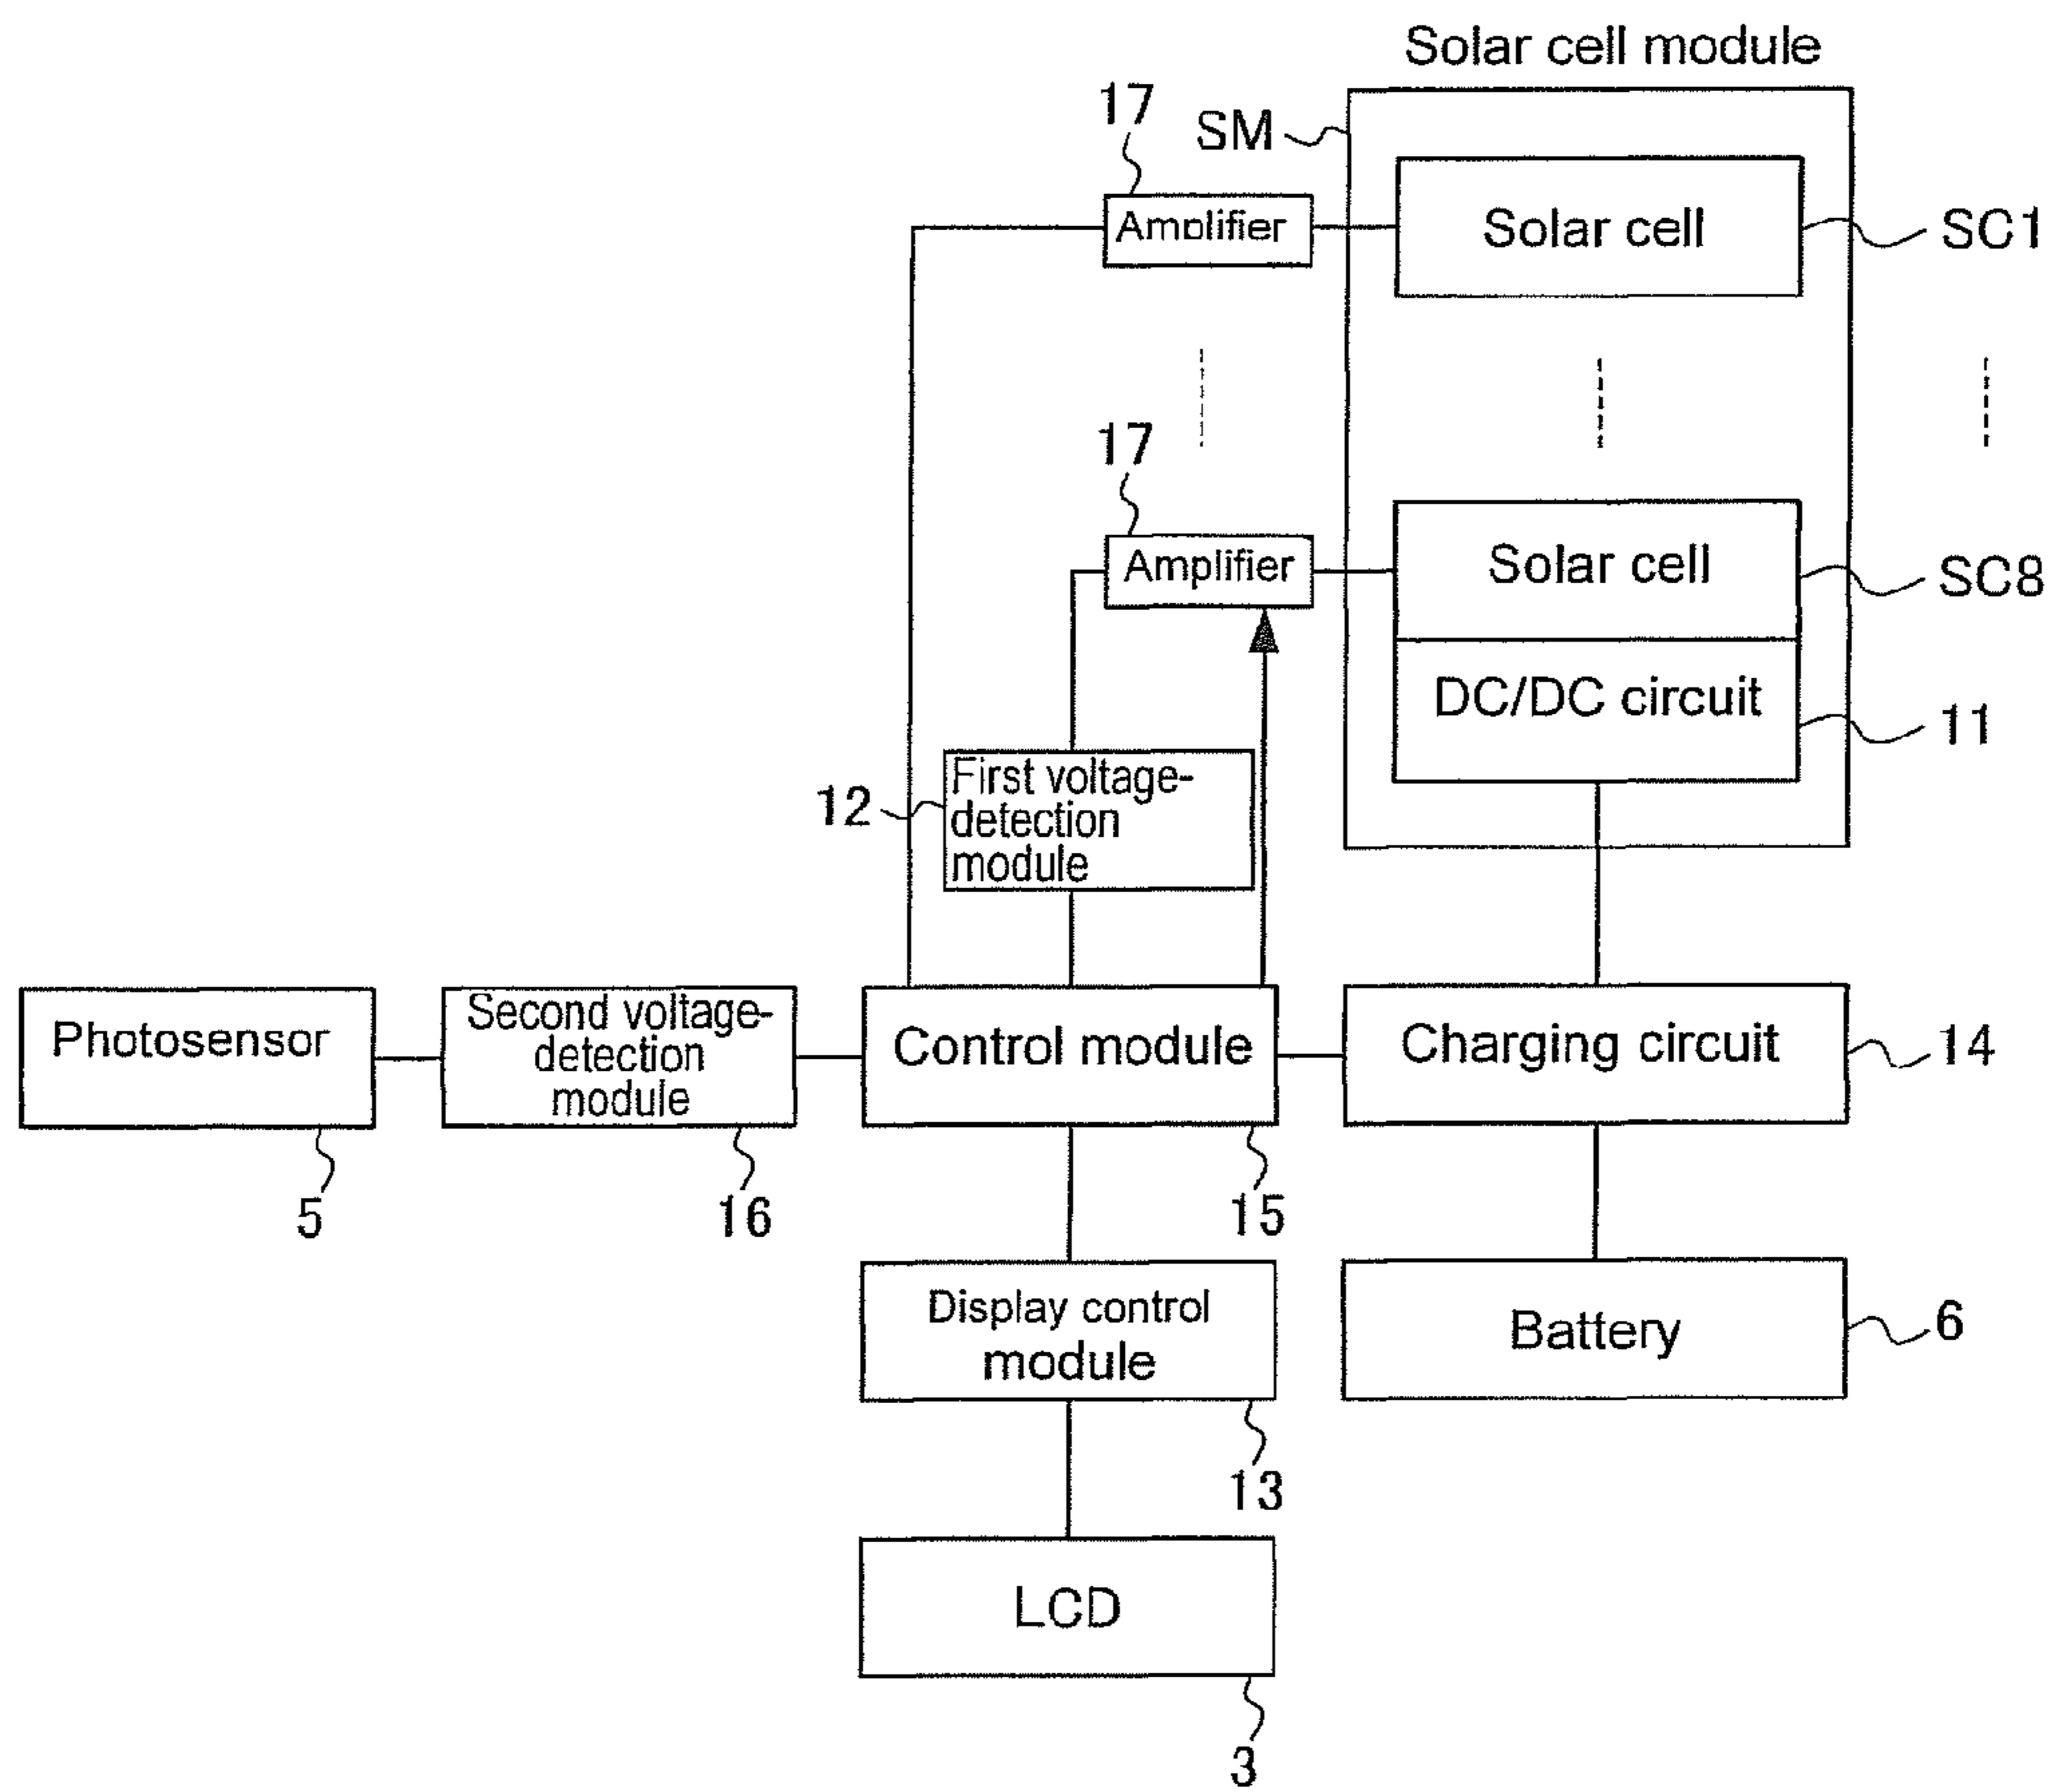 Solar cell module
17
SM
Amplifier
Solar cell
SC1
17
Amplifier
Solar cell
SC8
DC/DC circuit
11
First voltage-
detection
module
12
Photosensor
Second voltage-
detection
module
Control module
Charging circuit
14
5
16
15
Display control
module
Battery
6
13
LCD
3